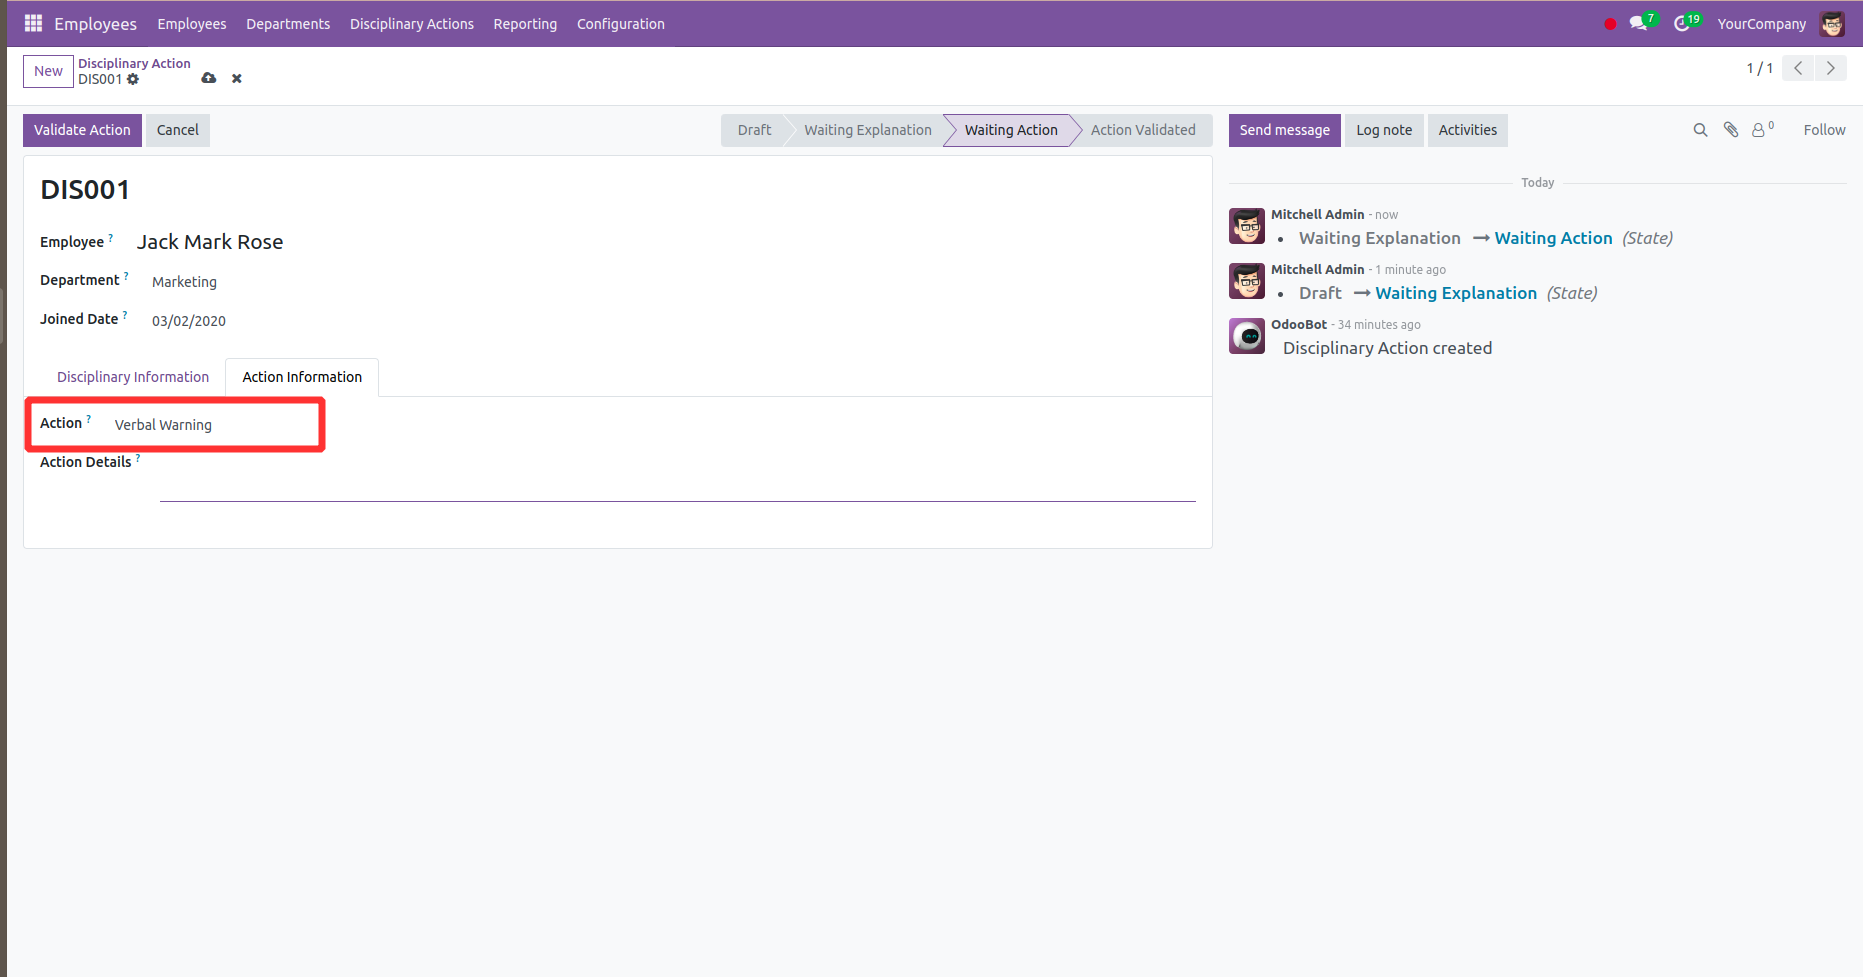 Employees Employees Departments Disciplinary Actions Reporting Configuration 7 19 YourCompany
New Disciplinary Action
DIS001
1 / 1
Validate Action Cancel Draft Waiting Explanation Waiting Action Action Validated Send message Log note Activities 0 Follow
DIS001
Employee ? Jack Mark Rose
Department ? Marketing
Joined Date ? 03/02/2020
Disciplinary Information Action Information
Action ? Verbal Warning
Action Details ?
Today
Mitchell Admin - now
• Waiting Explanation → Waiting Action (State)
Mitchell Admin - 1 minute ago
• Draft → Waiting Explanation (State)
OdooBot - 34 minutes ago
Disciplinary Action created